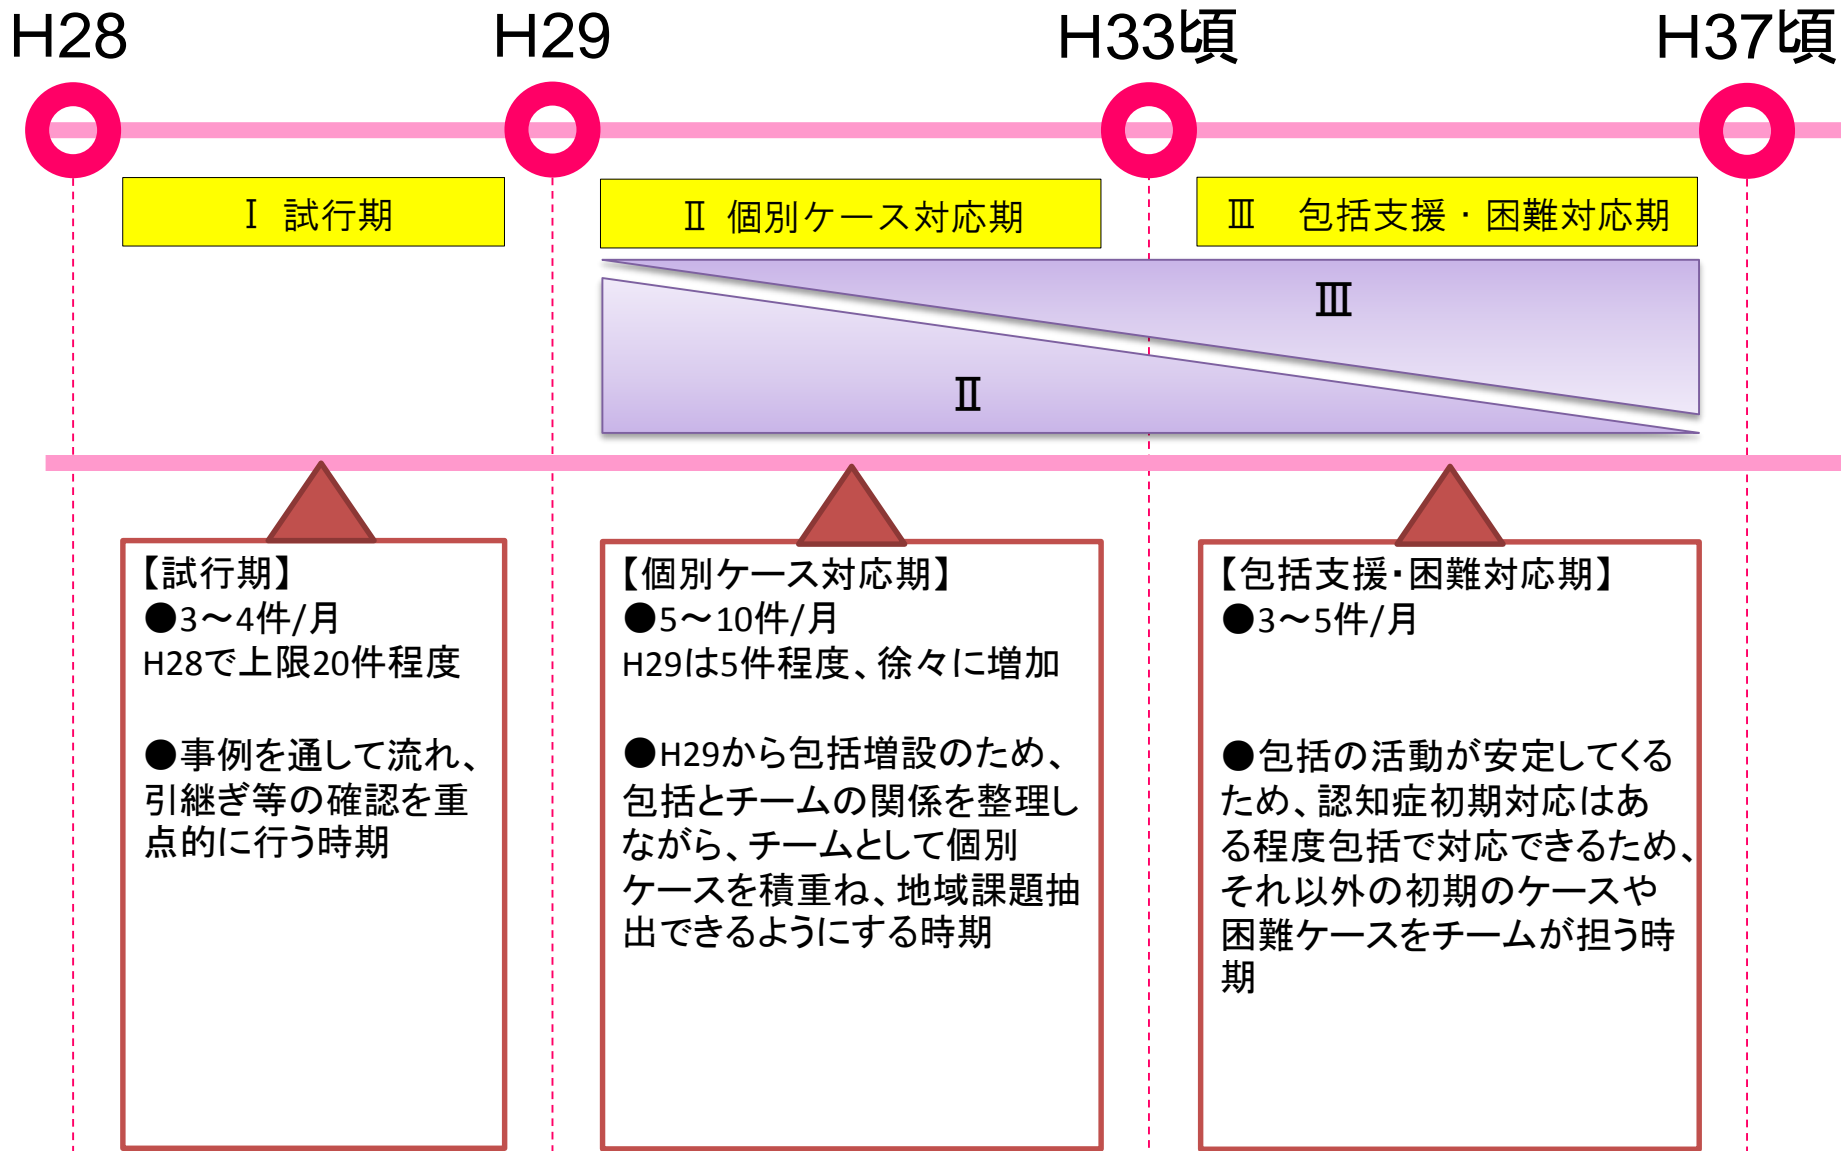 H28
H29
H33頃
H37頃
Ⅰ 試行期
Ⅱ 個別ケース対応期
Ⅲ 包括支援・困難対応期
Ⅲ
Ⅱ
【試行期】
●3～4件/月
H28で上限20件程度
●事例を通して流れ、
引継ぎ等の確認を重
点的に行う時期
【個別ケース対応期】
●5～10件/月
H29は5件程度、徐々に増加
●H29から包括増設のため、
包括とチームの関係を整理し
ながら、チームとして個別
ケースを積重ね、地域課題抽
出できるようにする時期
【包括支援・困難対応期】
●3～5件/月
●包括の活動が安定してくる
ため、認知症初期対応はあ
る程度包括で対応できるため、
それ以外の初期のケースや
困難ケースをチームが担う時
期